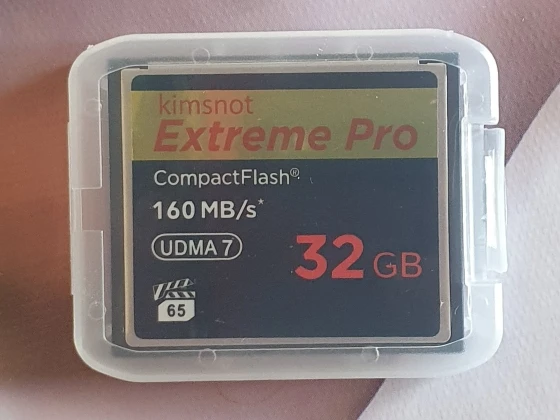 kimsnot
Extreme Pro
CompactFlash®
160 MB/s*
UDMA 7
32 GB
65